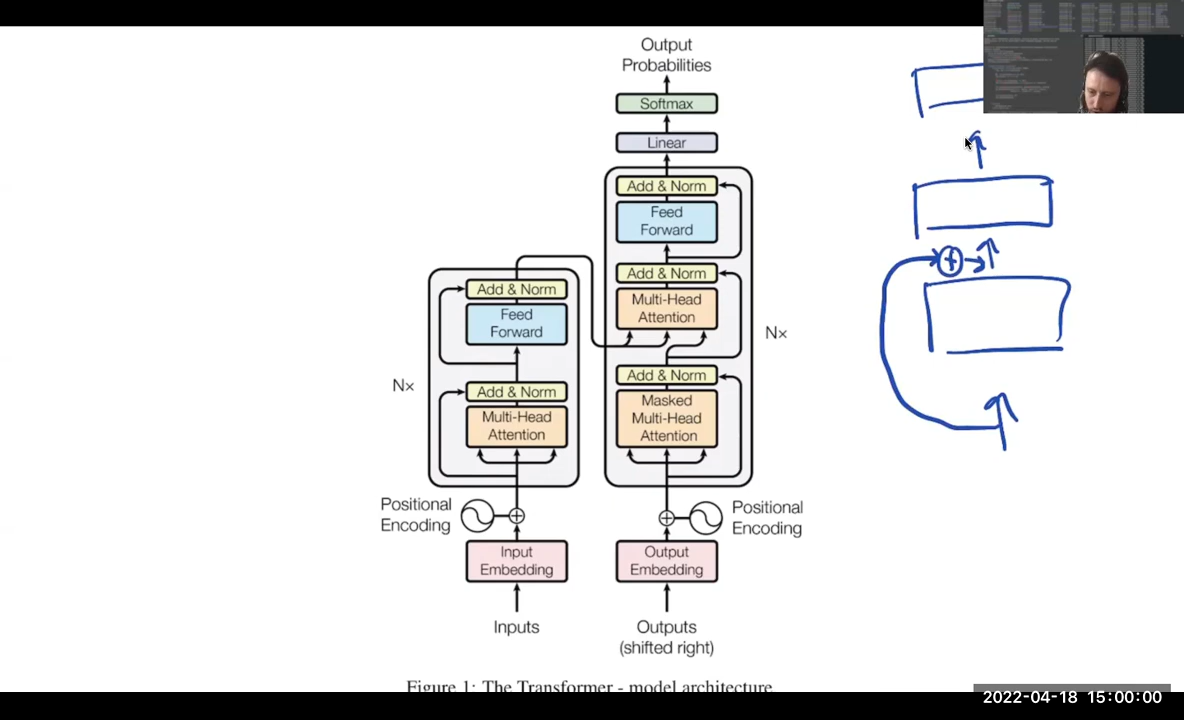 Output
Probabilities
Softmax
Linear
Add & Norm
Feed
Forward
Add & Norm
Multi-Head
Attention
Add & Norm
Masked
Multi-Head
Attention
Nx
Add & Norm
Feed
Forward
Add & Norm
Multi-Head
Attention
Nx
Positional
Encoding
Positional
Encoding
Input
Embedding
Output
Embedding
Inputs
Outputs
(shifted right)
Figure 1: The Transformer - model architecture
2022-04-18 15:00:00